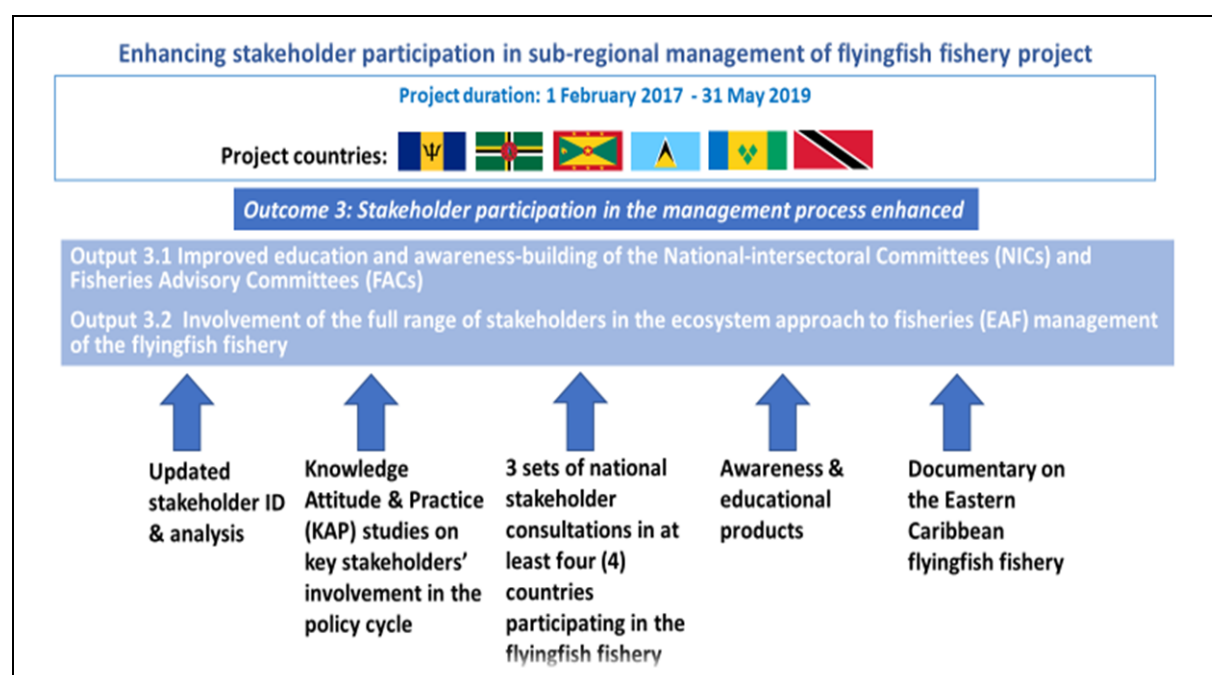 Enhancing stakeholder participation in sub-regional management of flyingfish fishery project
Project duration: 1 February 2017 - 31 May 2019
Project countries:
Outcome 3: Stakeholder participation in the management process enhanced
Output 3.1 Improved education and awareness-building of the National-intersectoral Committees (NICs) and
Fisheries Advisory Committees (FACs)
Output 3.2 Involvement of the full range of stakeholders in the ecosystem approach to fisheries (EAF) management
of the flyingfish fishery
Updated
stakeholder ID
& analysis
Knowledge
Attitude & Practice
(KAP) studies on
key stakeholders’
involvement in the
policy cycle
3 sets of national
stakeholder
consultations in at
least four (4)
countries
participating in the
flyingfish fishery
Awareness &
educational
products
Documentary on
the Eastern
Caribbean
flyingfish fishery